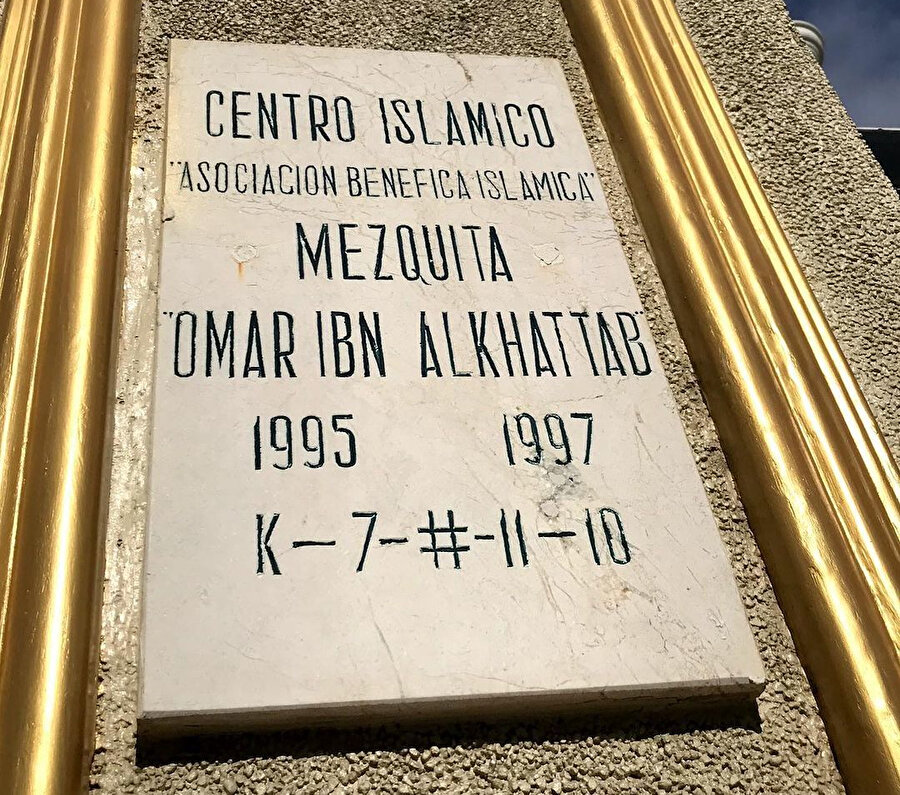 CENTRO ISLAMICO
"ASOCIACION BENEFICA ISLAMICA"
MEZQUITA
"OMAR IBN ALKHATTAB"
1995 1997
K-7-#-11-10